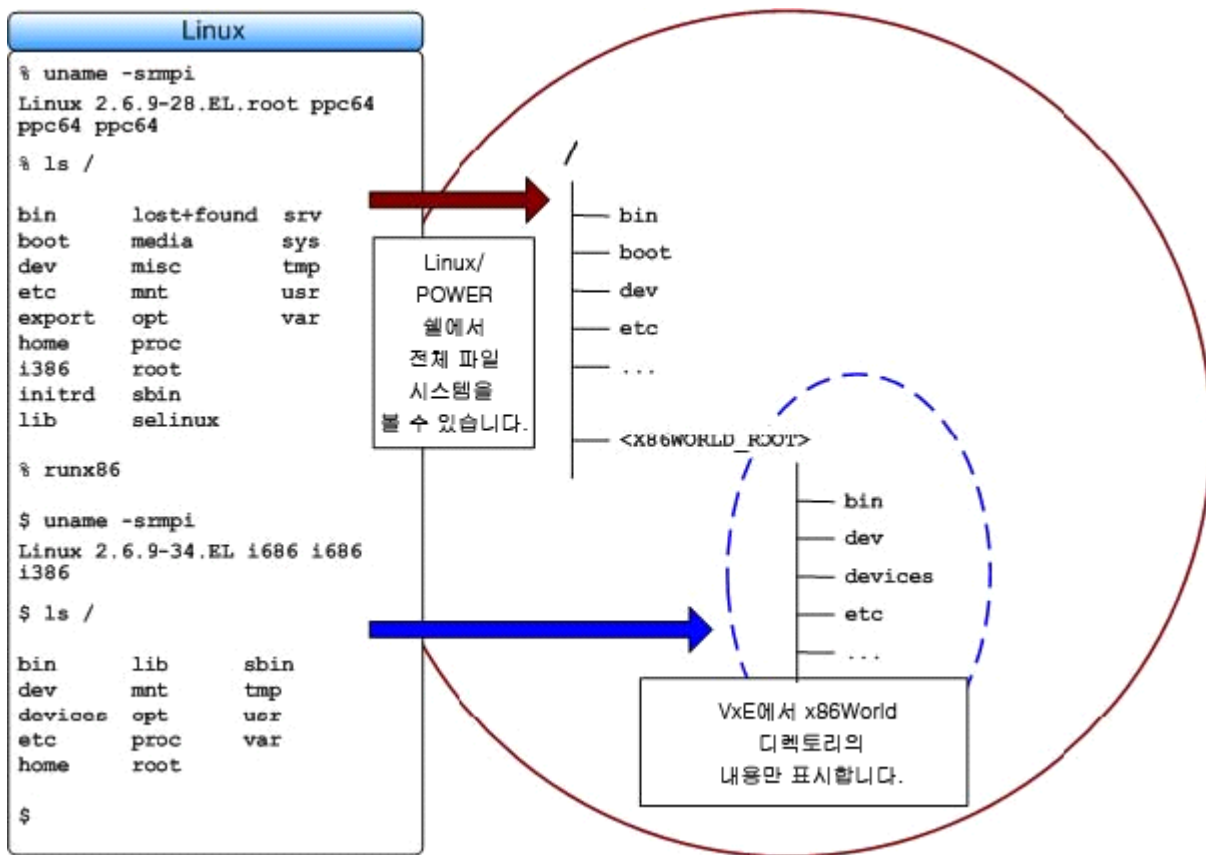 Linux
% uname -srmpi
Linux 2.6.9-28.EL.root ppc64
ppc64 ppc64
% ls /
bin lost+found srv
boot media sys
dev misc tmp
etc mnt usr
export opt var
home proc
i386 root
initrd sbin
lib selinux
% runx86
$ uname -srmpi
Linux 2.6.9-34.EL i686 i686
i386
$ ls /
bin lib sbin
dev mnt tmp
devices opt usr
etc proc var
home root
$
Linux/
POWER
쉘에서
전체 파일
시스템을
볼 수 있습니다.
/
bin
boot
dev
etc
...
<X86WORLD_ROOT>
bin
dev
devices
etc
...
VxE에서 x86World
디렉토리의
내용만 표시합니다.